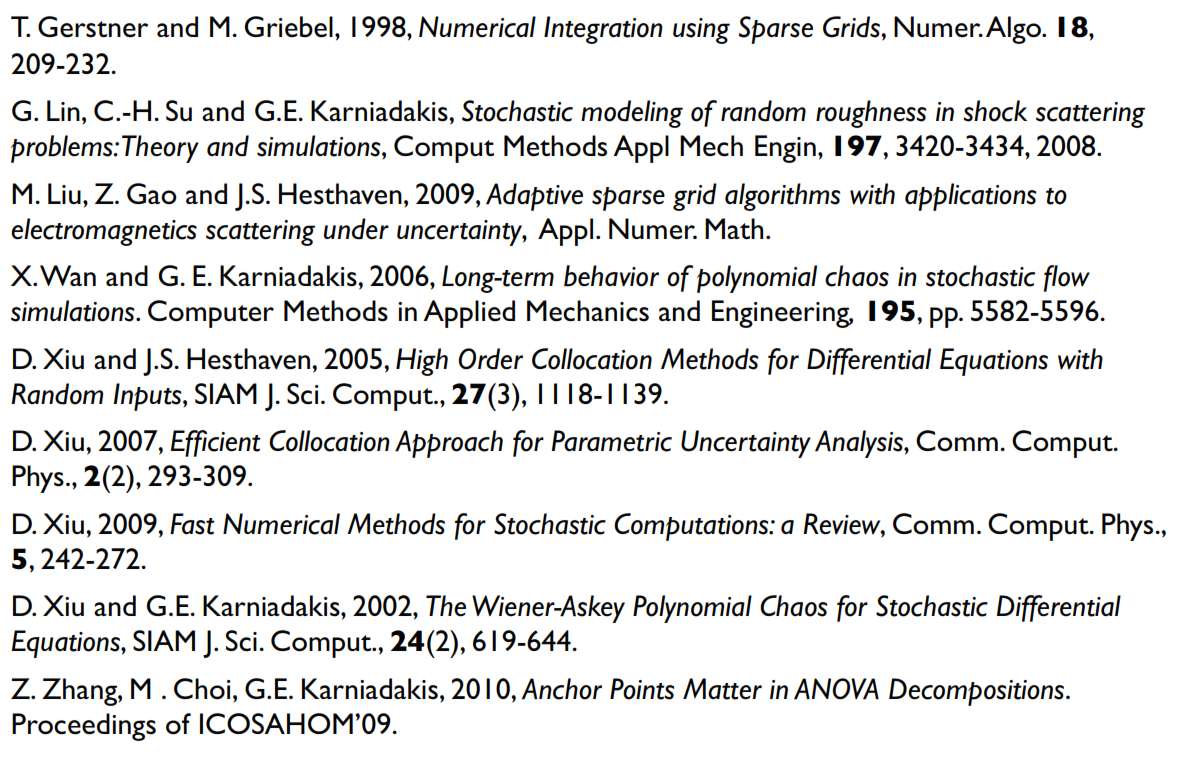 T. Gerstner and M. Griebel, 1998, Numerical Integration using Sparse Grids, Numer. Algo. 18,
209-232.
G. Lin, C.-H. Su and G.E. Karniadakis, Stochastic modeling of random roughness in shock scattering
problems: Theory and simulations, Comput Methods Appl Mech Engin, 197, 3420-3434, 2008.
M. Liu, Z. Gao and J.S. Hesthaven, 2009, Adaptive sparse grid algorithms with applications to
electromagnetics scattering under uncertainty, Appl. Numer. Math.
X. Wan and G. E. Karniadakis, 2006, Long-term behavior of polynomial chaos in stochastic flow
simulations. Computer Methods in Applied Mechanics and Engineering, 195, pp. 5582-5596.
D. Xiu and J.S. Hesthaven, 2005, High Order Collocation Methods for Differential Equations with
Random Inputs, SIAM J. Sci. Comput., 27(3), 1118-1139.
D. Xiu, 2007, Efficient Collocation Approach for Parametric Uncertainty Analysis, Comm. Comput.
Phys., 2(2), 293-309.
D. Xiu, 2009, Fast Numerical Methods for Stochastic Computations: a Review, Comm. Comput. Phys.,
5, 242-272.
D. Xiu and G.E. Karniadakis, 2002, The Wiener-Askey Polynomial Chaos for Stochastic Differential
Equations, SIAM J. Sci. Comput., 24(2), 619-644.
Z. Zhang, M . Choi, G.E. Karniadakis, 2010, Anchor Points Matter in ANOVA Decompositions.
Proceedings of ICOSAHOM’09.